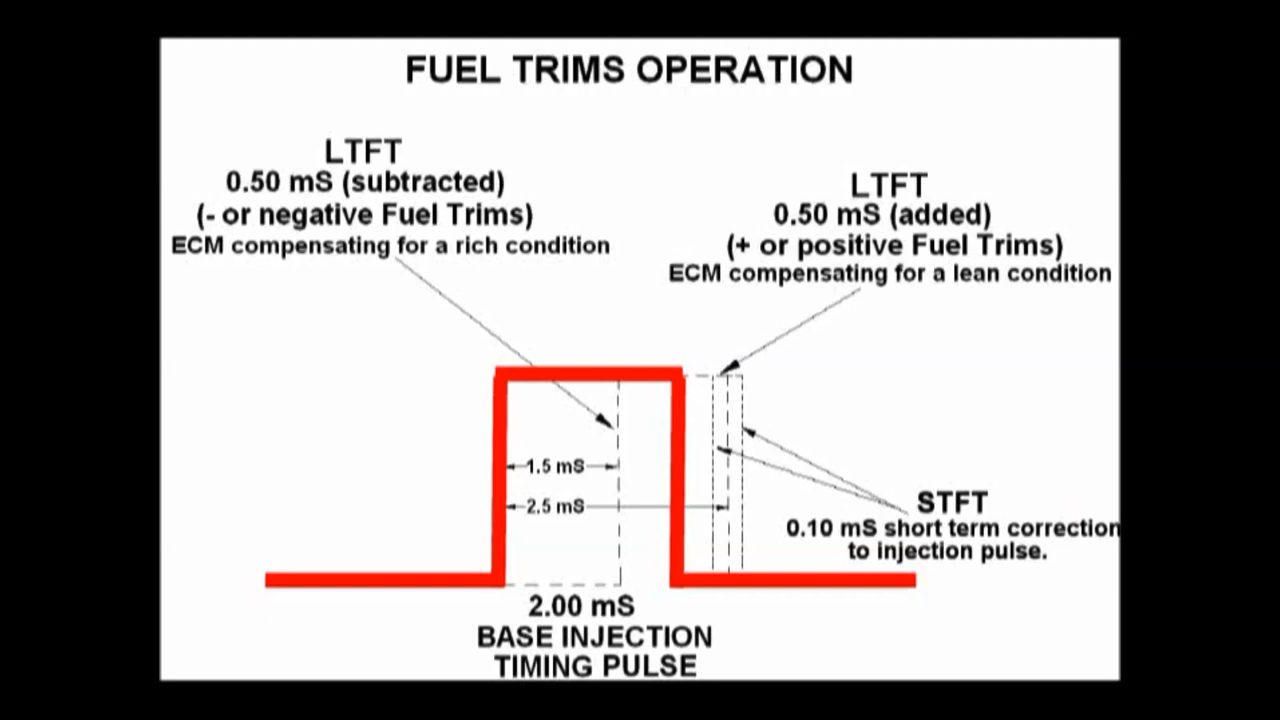 FUEL TRIMS OPERATION
LTFT
0.50 mS (subtracted)
(- or negative Fuel Trims)
ECM compensating for a rich condition
LTFT
0.50 mS (added)
(+ or positive Fuel Trims)
ECM compensating for a lean condition
1.5 mS
2.5 mS
STFT
0.10 mS short term correction
to injection pulse.
2.00 mS
BASE INJECTION
TIMING PULSE